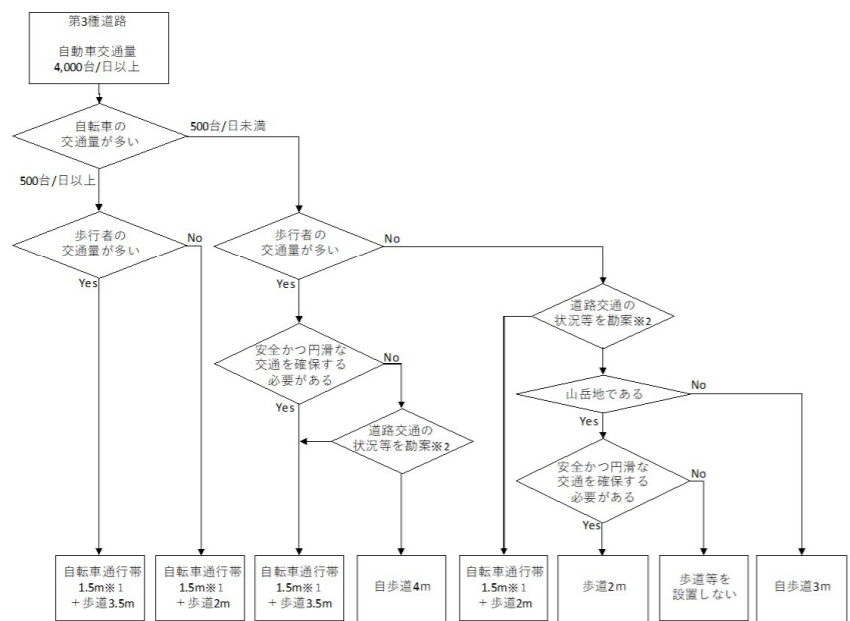 第3種道路
自動車交通量
4,000台/日以上
自転車の
交通量が多い
500台/日未満
500台/日以上
歩行者の
交通量が多い
No
Yes
歩行者の
交通量が多い
No
Yes
道路交通の
状況等を勘案※2
安全かつ円滑な
交通を確保する
必要がある
No
Yes
山岳地である
No
Yes
道路交通の
状況等を勘案※2
安全かつ円滑な
交通を確保する
必要がある
No
Yes
自転車通行帯
1.5m※1
＋歩道3.5m
自転車通行帯
1.5m※1
＋歩道2m
自転車通行帯
1.5m※1
＋歩道3.5m
自歩道4m
自転車通行帯
1.5m※1
＋歩道2m
歩道2m
歩道等を
設置しない
自歩道3m